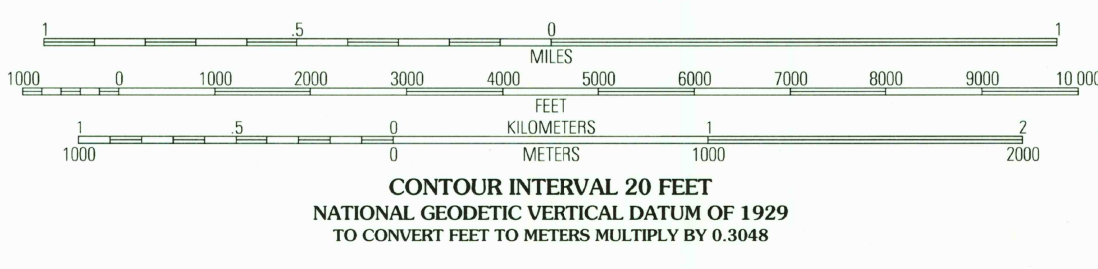 1 .5 0 1
MILES
1000 0 1000 2000 3000 4000 5000 6000 7000 8000 9000 10 000
FEET
1 .5 0 KILOMETERS 1 2
1000 0 METERS 1000 2000
CONTOUR INTERVAL 20 FEET
NATIONAL GEODETIC VERTICAL DATUM OF 1929
TO CONVERT FEET TO METERS MULTIPLY BY 0.3048